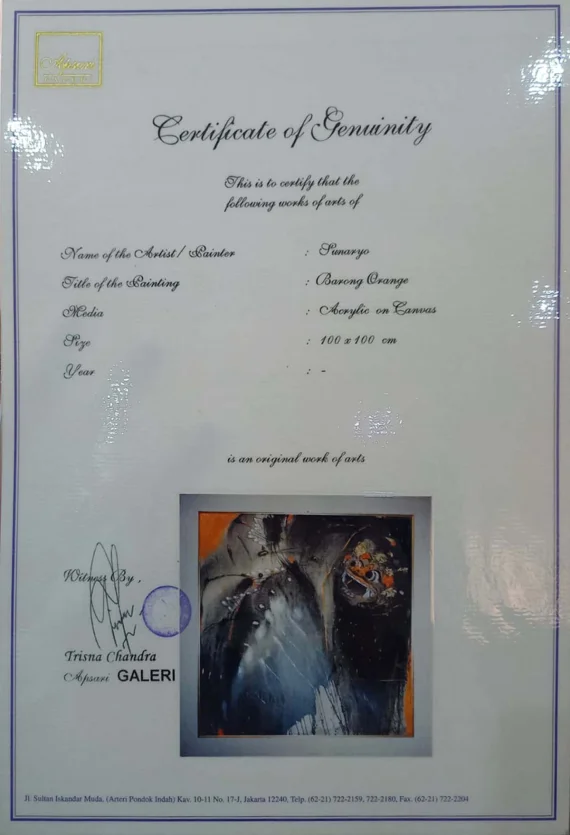 Apsari
Certificate of Genuinity
This is to certify that the
following works of arts of
Name of the Artist/ Painter : Sunaryo
Title of the Painting : Barong Orange
Media : Acrylic on Canvas
Size : 100 x 100 cm
Year : -
is an original work of arts
Witness By,
Trisna Chandra
Apsari GALERI
Jl. Sultan Iskandar Muda, (Arteri Pondok Indah) Kav. 10-11 No. 17-J, Jakarta 12240, Telp. (62-21) 722-2159, 722-2180, Fax. (62-21) 722-2204